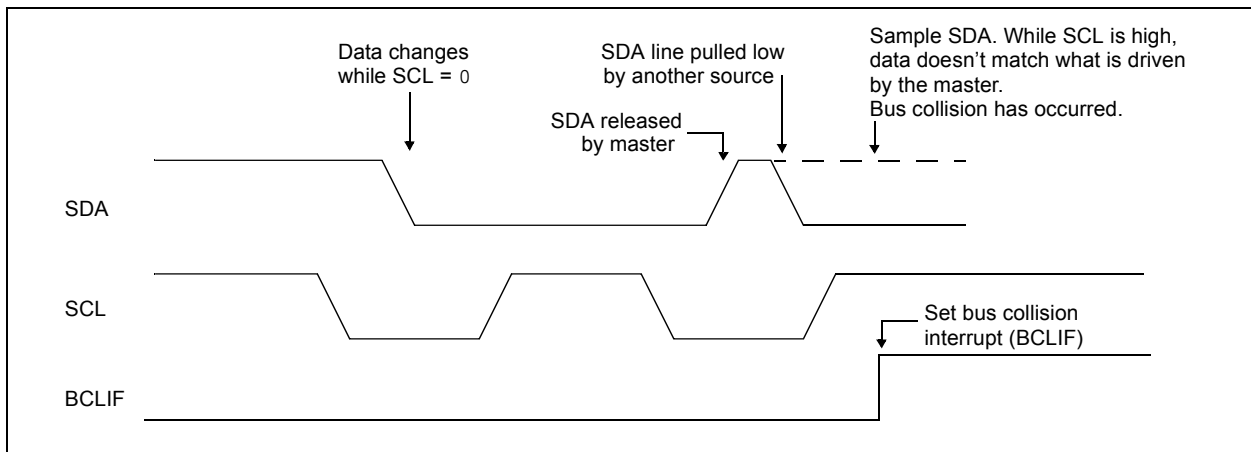 Data changes
while SCL = 0
SDA line pulled low
by another source
Sample SDA. While SCL is high,
data doesn't match what is driven
by the master.
Bus collision has occurred.
SDA released
by master
SDA
SCL
Set bus collision
interrupt (BCLIF)
BCLIF